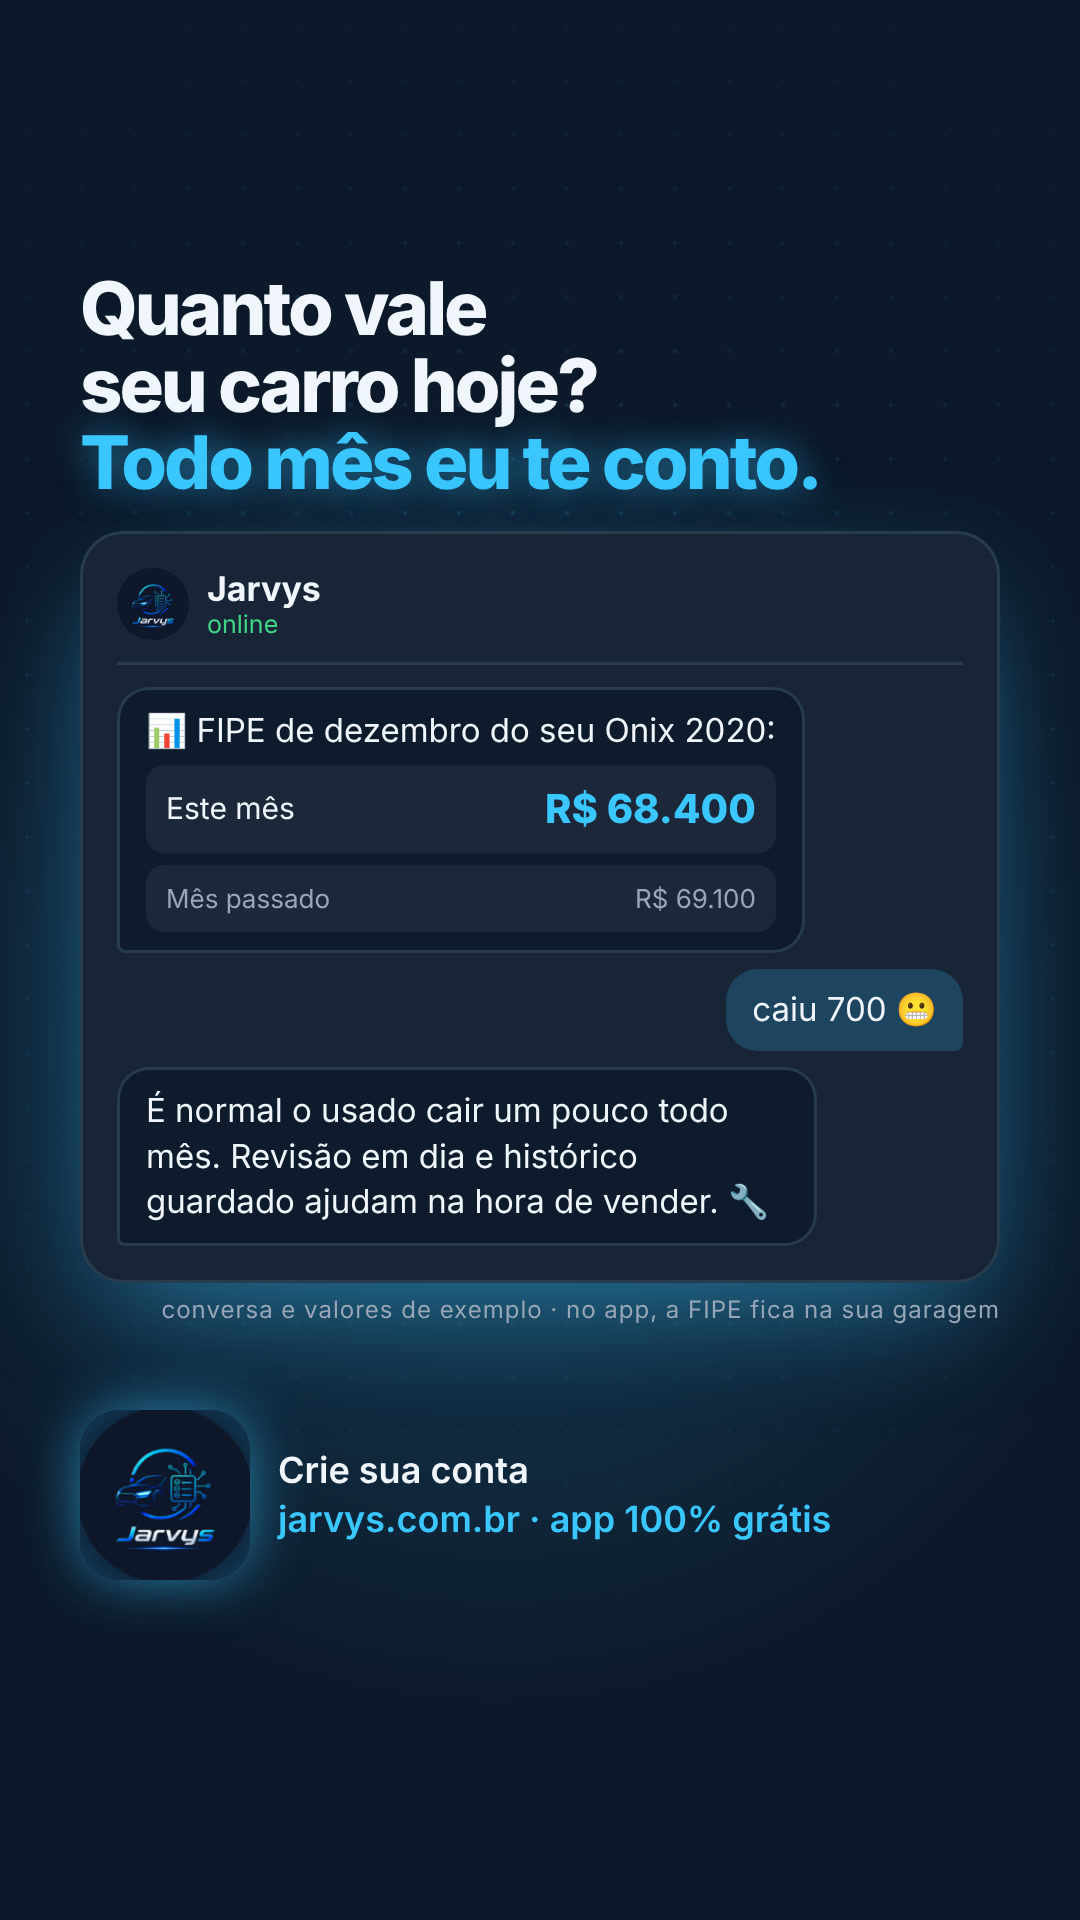 Quanto vale
seu carro hoje?
Todo mês eu te conto.
Jarvys
Jarvys
online
📊 FIPE de dezembro do seu Onix 2020:
Este mês R$ 68.400
Mês passado R$ 69.100
caiu 700 😬
É normal o usado cair um pouco todo
mês. Revisão em dia e histórico
guardado ajudam na hora de vender. 🔧
conversa e valores de exemplo · no app, a FIPE fica na sua garagem
Jarvys
Crie sua conta
jarvys.com.br · app 100% grátis